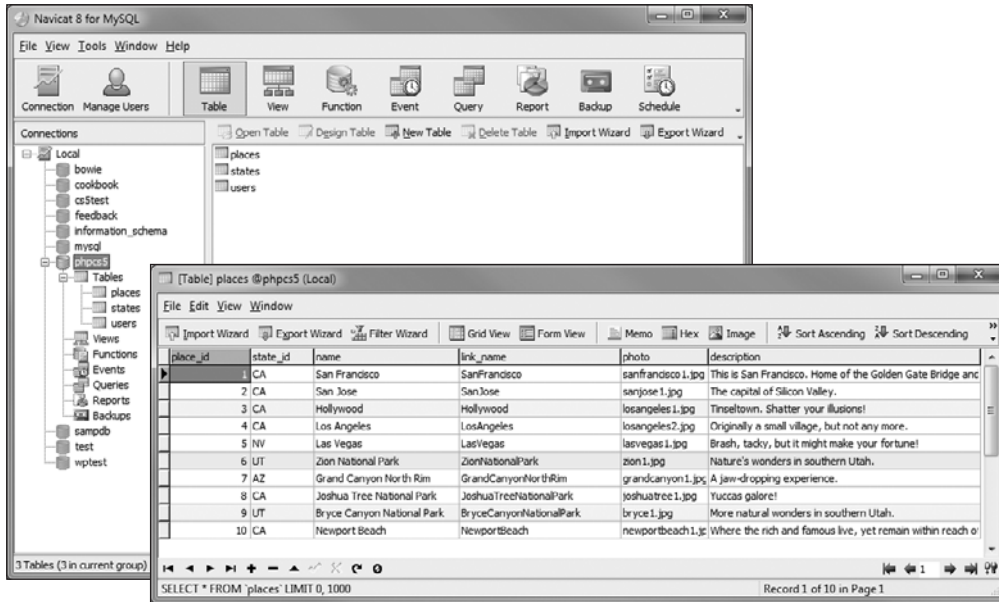 Navicat 8 for MySQL
File View Tools Window Help
Connection Manage Users Table View Function Event Query Report Backup Schedule
Connections
Open Table Design Table New Table Delete Table Import Wizard Export Wizard
Local
bowie
cookbook
cs5test
feedback
information_schema
mysql
phpcs5
Tables
places
states
users
Views
Functions
Events
Queries
Reports
Backups
sampdb
test
wptest
places
states
users
3 Tables (3 in current group)
[Table] places @phpcs5 (Local)
File Edit View Window
Import Wizard Export Wizard Filter Wizard Grid View Form View Memo Hex Image Sort Ascending Sort Descending
place_id state_id name link_name photo description
1 CA San Francisco SanFrancisco sanfrancisco1.jpg This is San Francisco. Home of the Golden Gate Bridge and
2 CA San Jose SanJose sanjose1.jpg The capital of Silicon Valley.
3 CA Hollywood Hollywood losangeles1.jpg Tinseltown. Shatter your illusions!
4 CA Los Angeles LosAngeles losangeles2.jpg Originally a small village, but not any more.
5 NV Las Vegas LasVegas lasvegas1.jpg Brash, tacky, but it might make your fortune!
6 UT Zion National Park ZionNationalPark zion1.jpg Nature's wonders in southern Utah.
7 AZ Grand Canyon North Rim GrandCanyonNorthRim grandcanyon1.jpg A jaw-dropping experience.
8 CA Joshua Tree National Park JoshuaTreeNationalPark joshuatree1.jpg Yuccas galore!
9 UT Bryce Canyon National Park BryceCanyonNationalPark bryce1.jpg More natural wonders in southern Utah.
10 CA Newport Beach NewportBeach newportbeach1.j Where the rich and famous live, yet remain within reach of
1
SELECT * FROM `places` LIMIT 0, 1000 Record 1 of 10 in Page 1